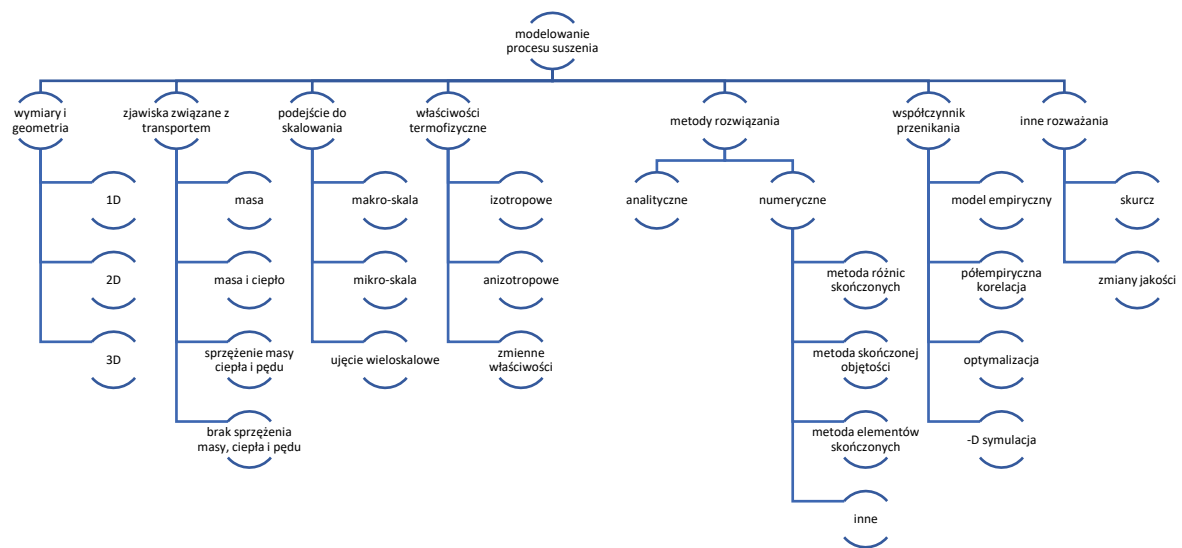 modelowanie
procesu suszenia
wymiary i
geometria
1D
2D
3D
zjawiska związane z
transportem
masa
masa i ciepło
sprzężenie masy
ciepła i pędu
brak sprzężenia
masy, ciepła i pędu
podejście do
skalowania
makro-skala
mikro-skala
ujęcie wieloskalowe
właściwości
termofizyczne
izotropowe
anizotropowe
zmienne
właściwości
metody rozwiązania
analityczne
numeryczne
metoda różnic
skończonych
metoda skończonej
objętości
metoda elementów
skończonych
inne
współczynnik
przenikania
model empiryczny
półempiryczna
korelacja
optymalizacja
-D symulacja
inne rozważania
skurcz
zmiany jakości